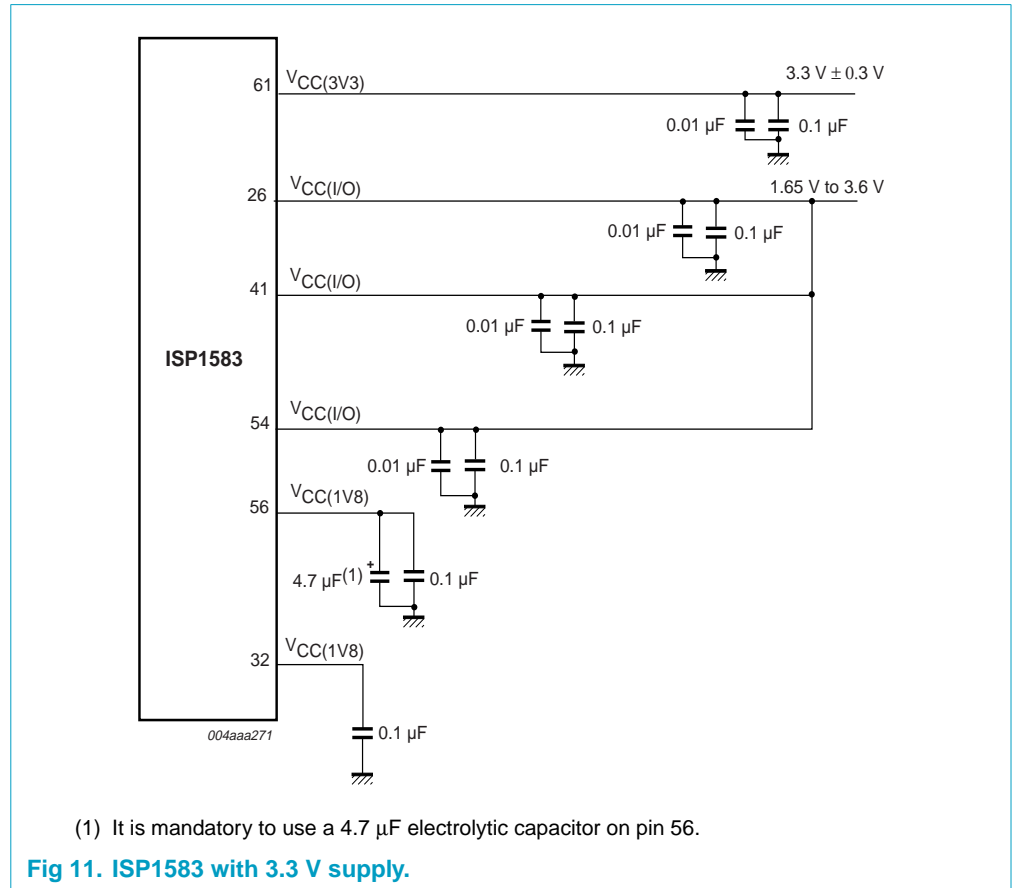 61 VCC(3V3) 3.3 V ± 0.3 V
0.01 µF 0.1 µF
26 VCC(I/O) 1.65 V to 3.6 V
0.01 µF 0.1 µF
41 VCC(I/O)
0.01 µF 0.1 µF
ISP1583
54 VCC(I/O)
0.01 µF 0.1 µF
56 VCC(1V8)
+
4.7 µF(1) 0.1 µF
32 VCC(1V8)
0.1 µF
004aaa271
(1) It is mandatory to use a 4.7 µF electrolytic capacitor on pin 56.
Fig 11. ISP1583 with 3.3 V supply.